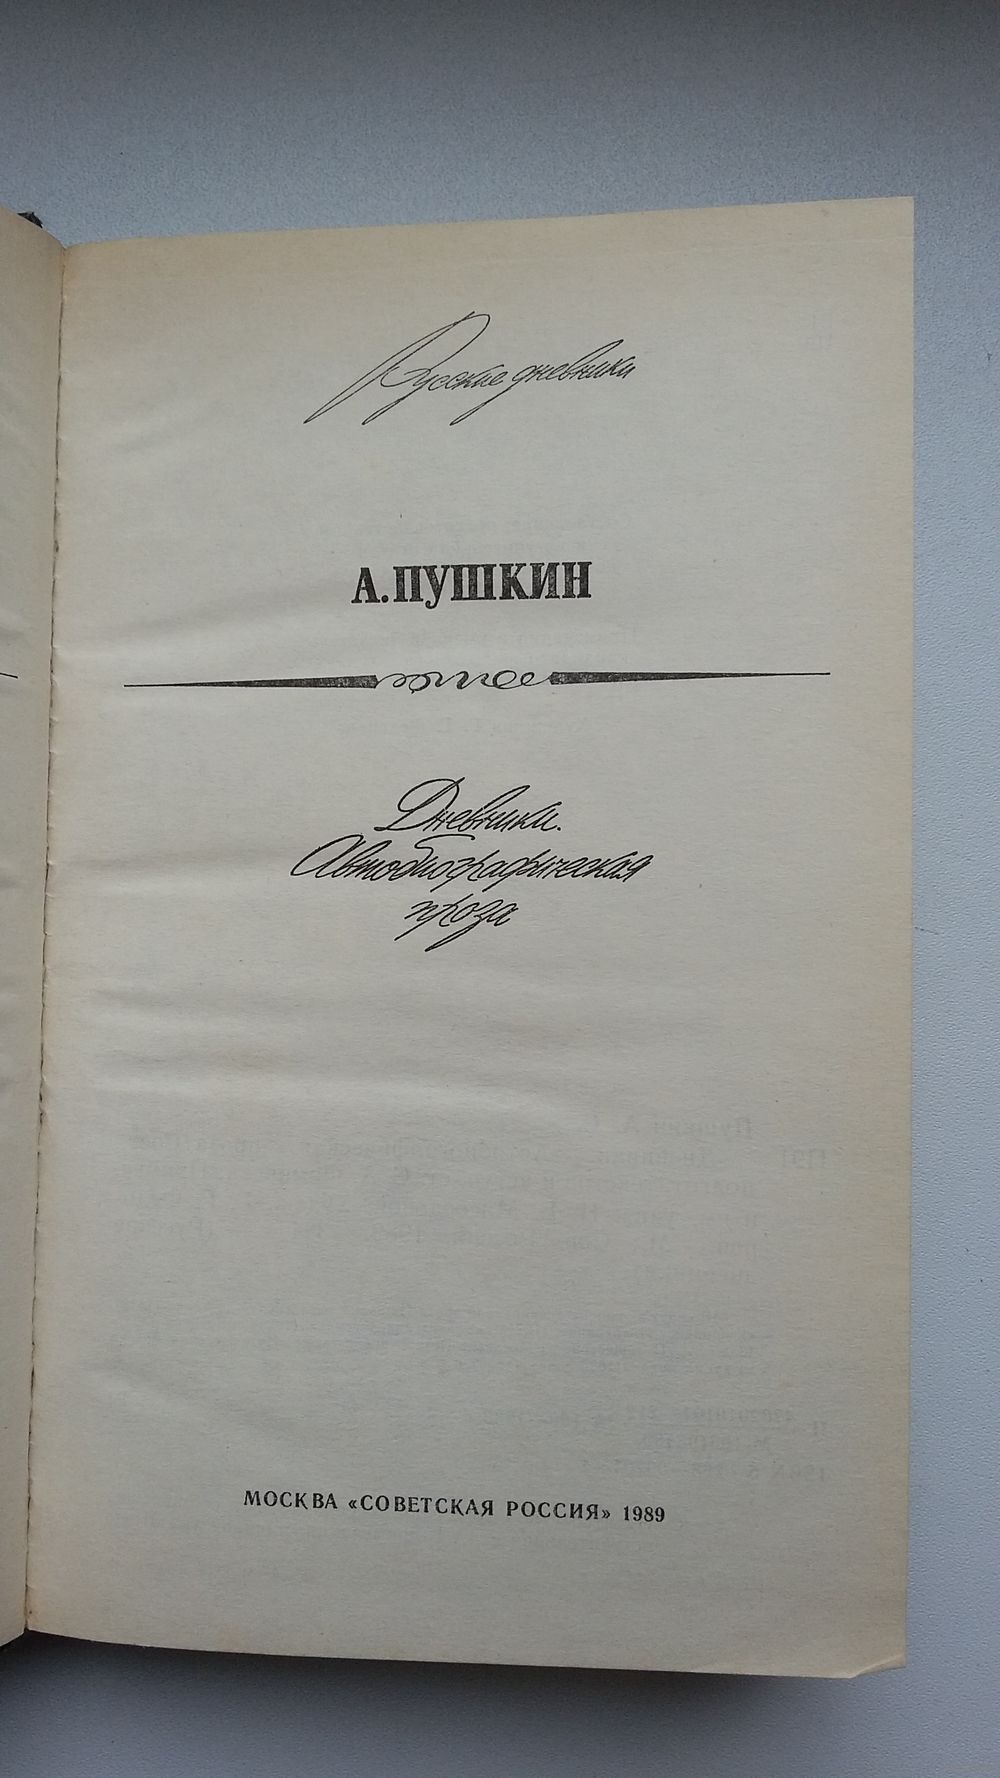 Русские дневники
А. ПУШКИН
Дневники.
Автобиографическая
проза
МОСКВА «СОВЕТСКАЯ РОССИЯ» 1989